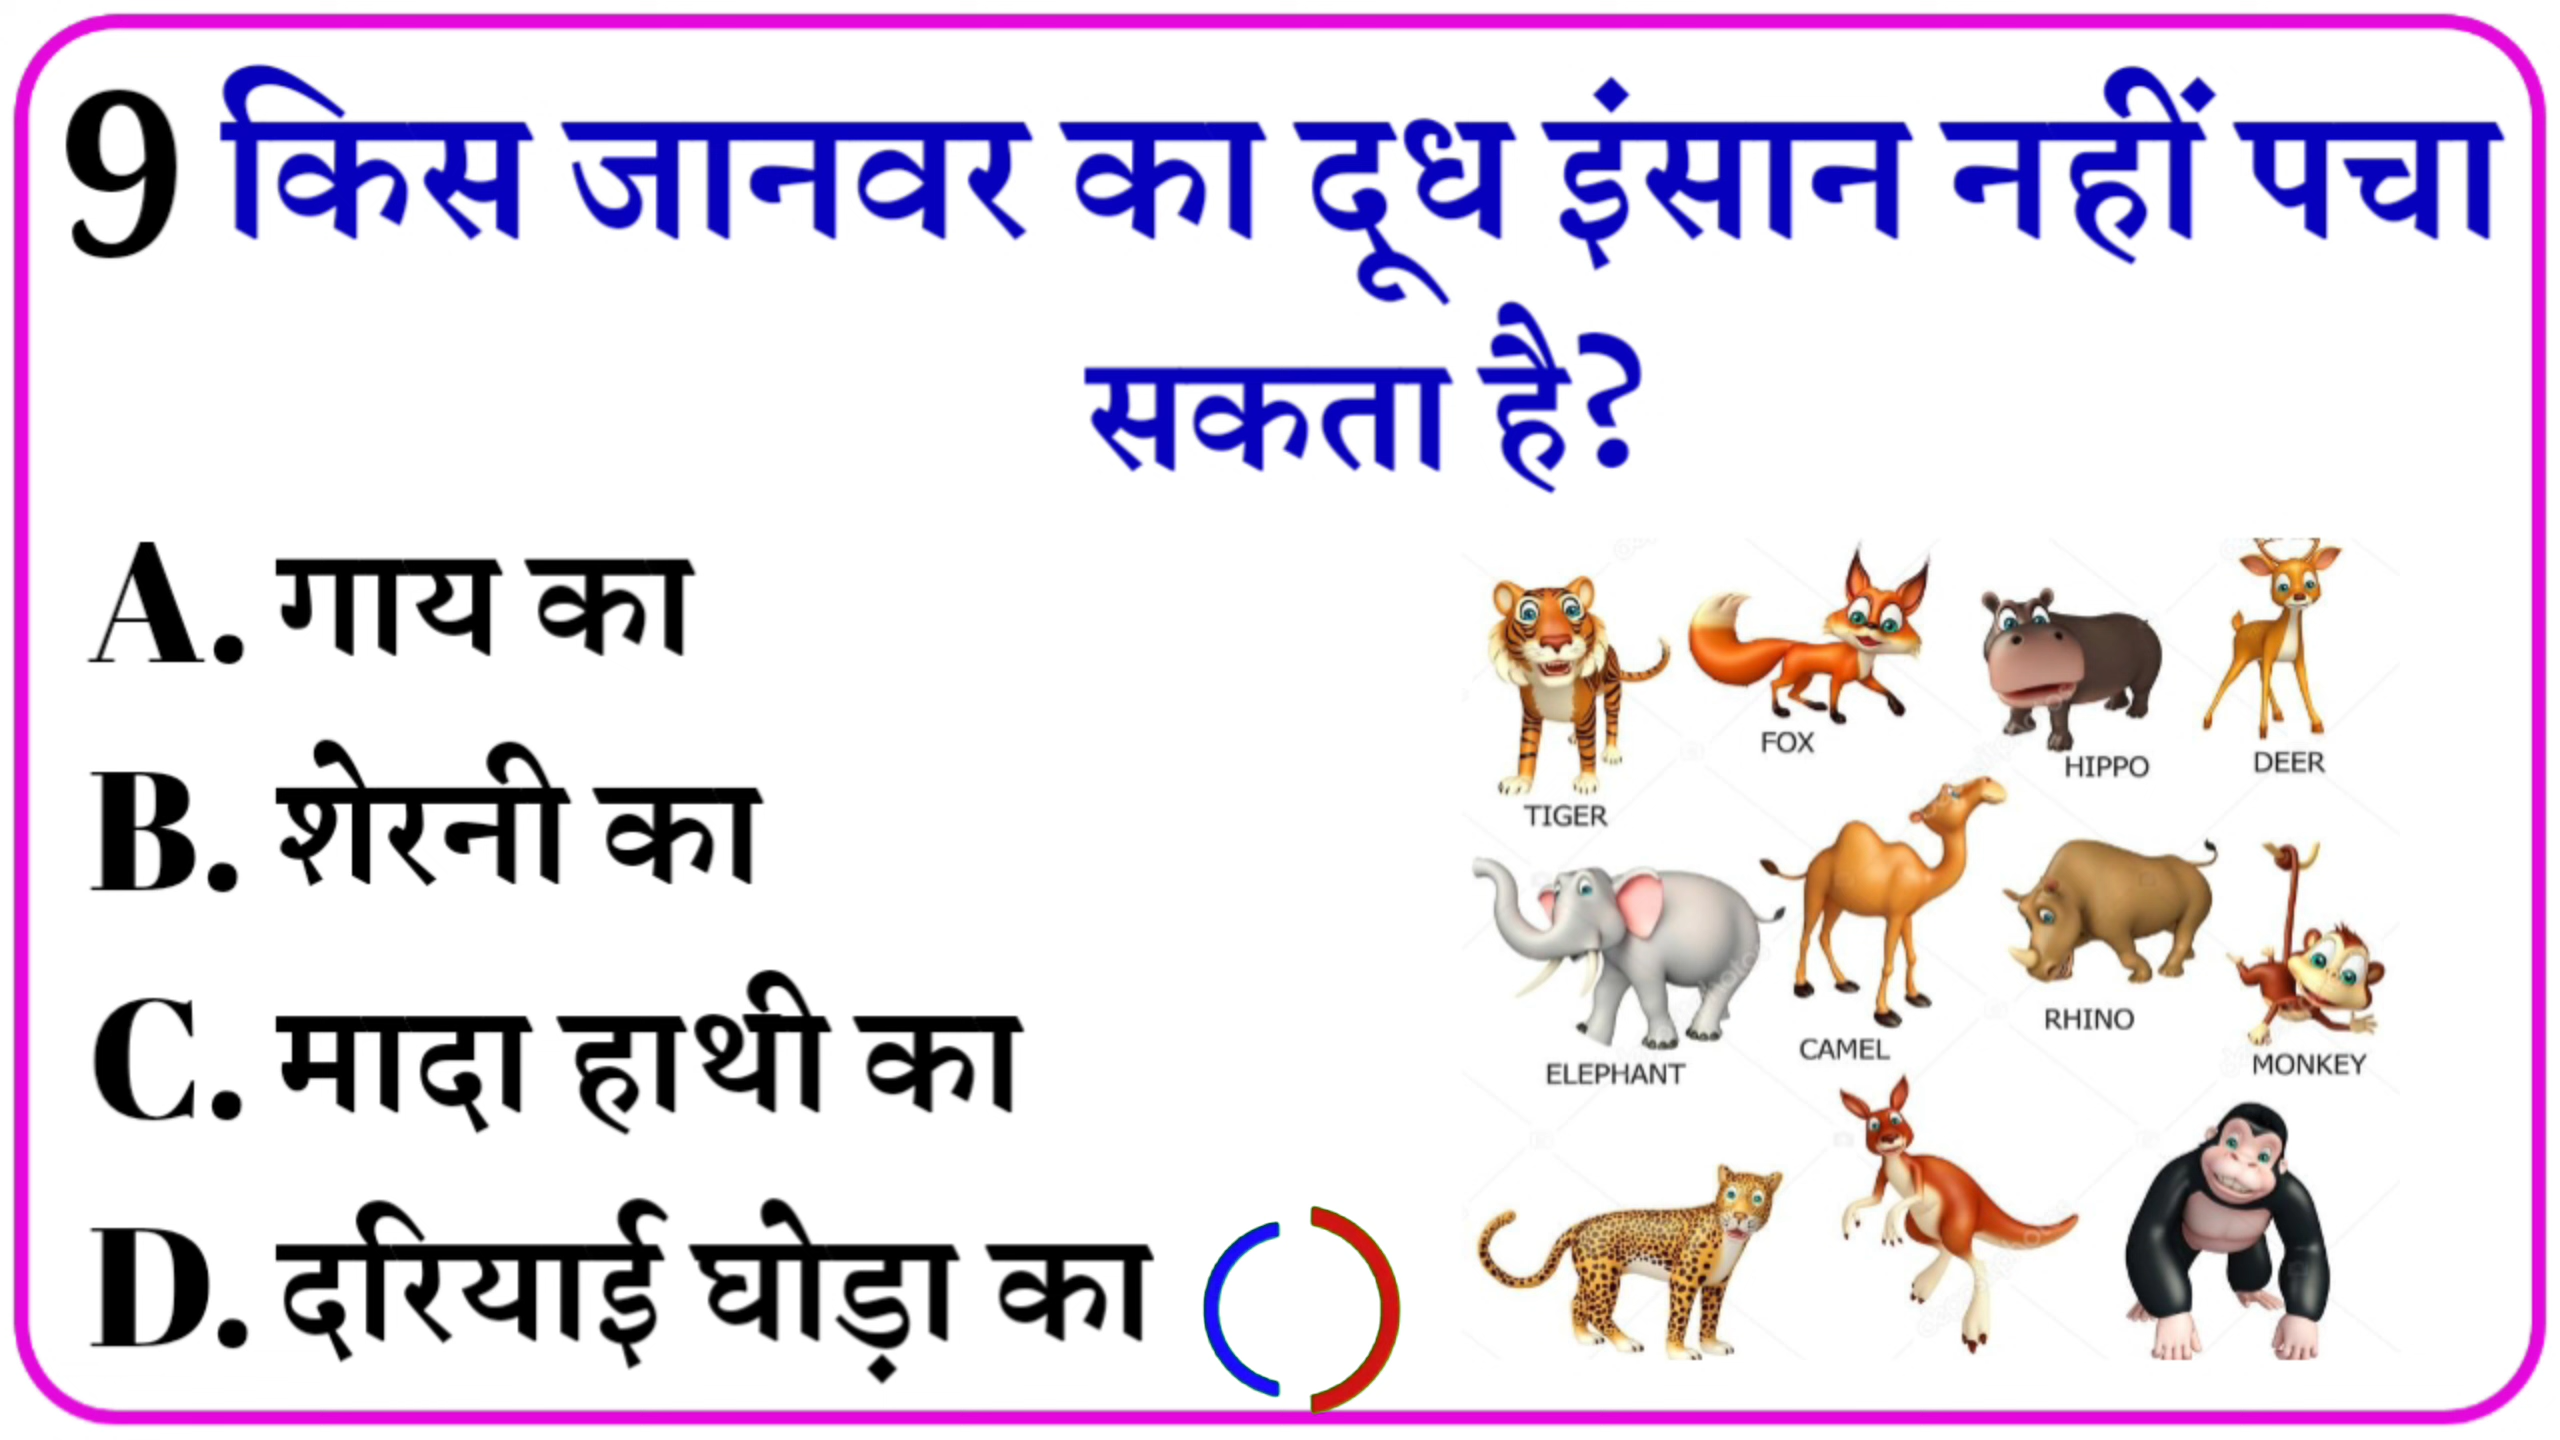 9 किस जानवर का दूध इंसान नहीं पचा
सकता है?
A. गाय का
B. शेरनी का
C. मादा हाथी का
D. दरियाई घोड़ा का
TIGER
FOX
HIPPO
DEER
ELEPHANT
CAMEL
RHINO
MONKEY